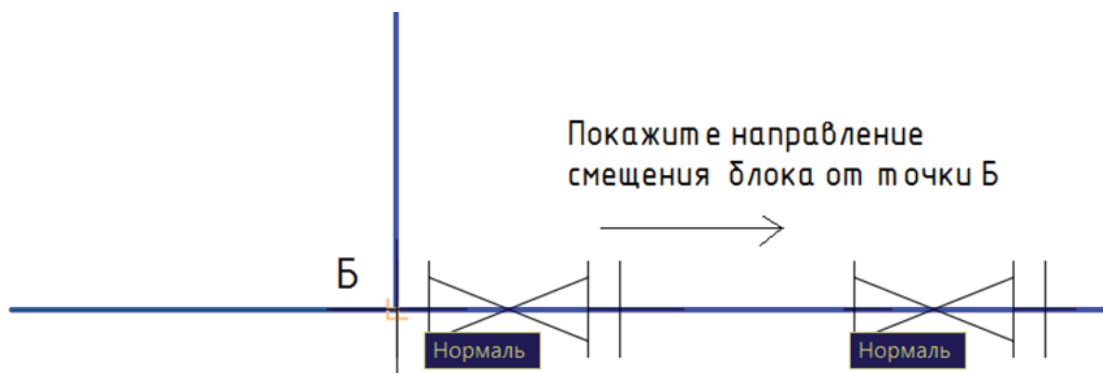 Покажите направление
смещения блока от точки Б
Б
Нормаль
Нормаль